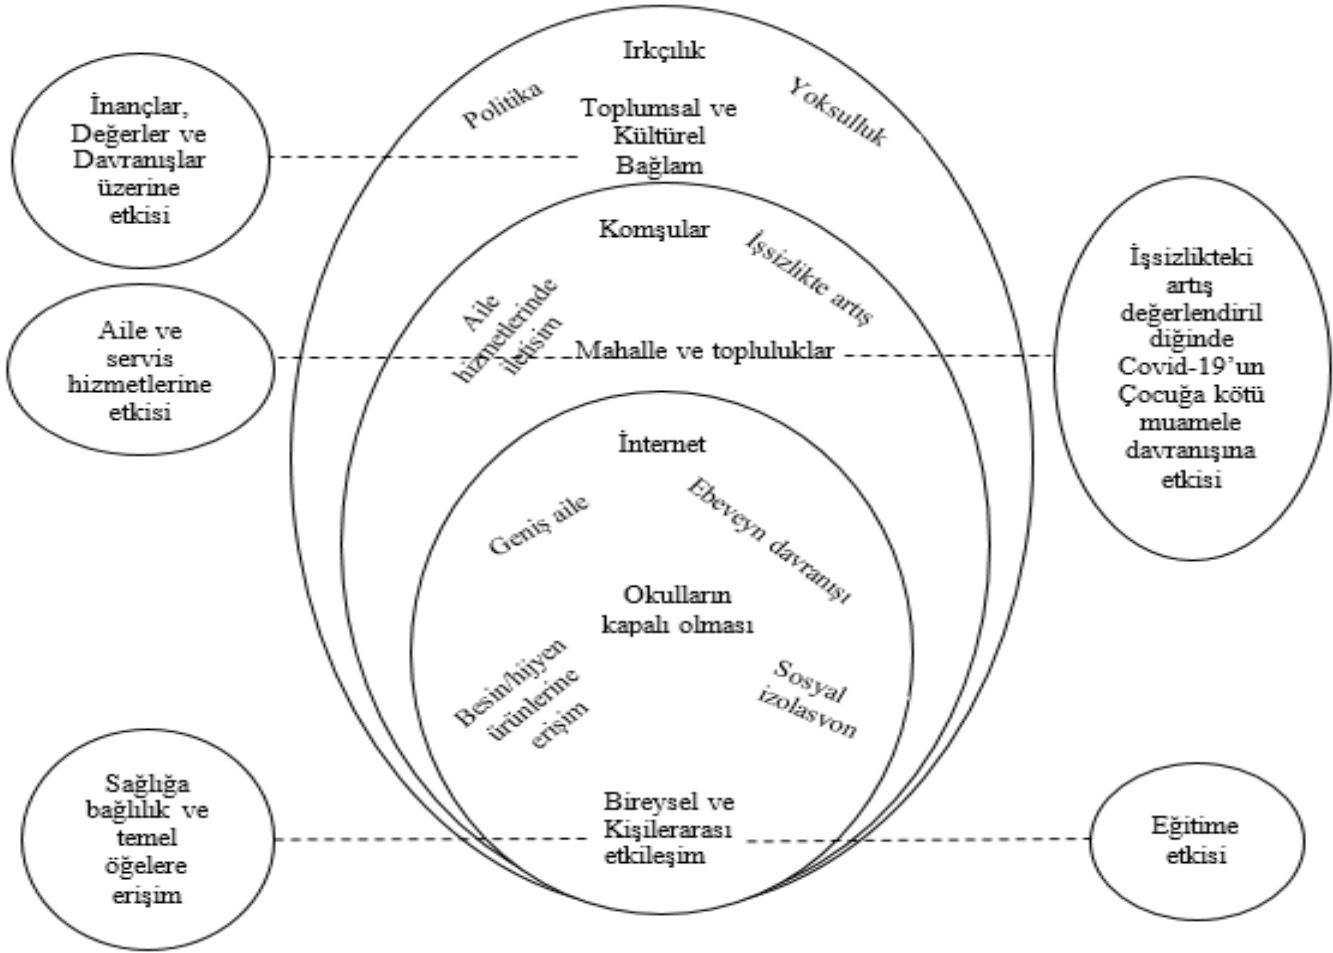 Irkçılık
Politika
Yoksulluk
Toplumsal ve
Kültürel
Bağlam
İnançlar,
Değerler ve
Davranışlar
üzerine
etkisi
Komşular
Aile
hizmetlerinde
iletişim
İşsizlikte artış
Mahalle ve topluluklar
Aile ve
servis
hizmetlerine
etkisi
İşsizlikteki
artış
değerlendiril
diğinde
Covid-19’un
Çocuğa kötü
muamele
davranışına
etkisi
İnternet
Geniş aile
Ebeveyn davranışı
Okulların
kapalı olması
Besin/hijyen
ürünlerine
erişim
Sosyal
izolasyon
Bireysel ve
Kişilerarası
etkileşim
Sağlığa
bağlılık ve
temel
öğelere
erişim
Eğitime
etkisi